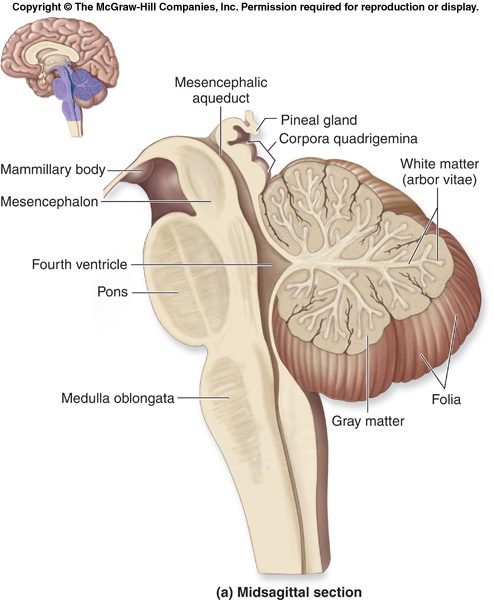 Copyright © The McGraw-Hill Companies, Inc. Permission required for reproduction or display.
Mesencephalic
aqueduct
Pineal gland
Corpora quadrigemina
White matter
(arbor vitae)
Mammillary body
Mesencephalon
Fourth ventricle
Pons
Medulla oblongata
Folia
Gray matter
(a) Midsagittal section